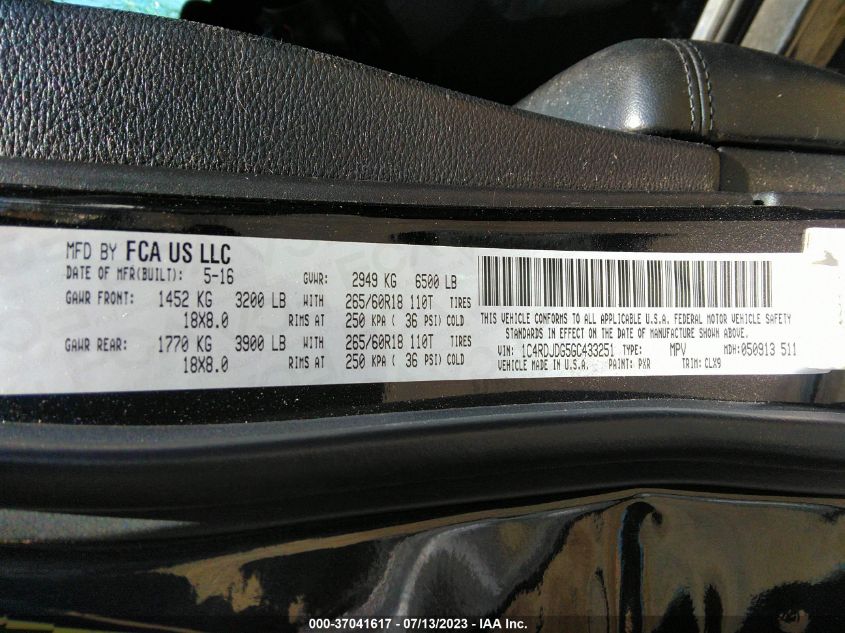 MFD BY FCA US LLC
DATE OF MFR(BUILT): 5-16 GVWR: 2949 KG 6500 LB
GAWR FRONT: 1452 KG 3200 LB WITH 265/60R18 110T TIRES
18X8.0 RIMS AT 250 KPA ( 36 PSI) COLD
GAWR REAR: 1770 KG 3900 LB WITH 265/60R18 110T TIRES
18X8.0 RIMS AT 250 KPA ( 36 PSI) COLD
THIS VEHICLE CONFORMS TO ALL APPLICABLE U.S.A. FEDERAL MOTOR VEHICLE SAFETY
STANDARDS IN EFFECT ON THE DATE OF MANUFACTURE SHOWN ABOVE.
VIN: 1C4RDJDG5GC433251 TYPE: MPV MDH: 050913 511
VEHICLE MADE IN U.S.A. PAINT: PXR TRIM: CLX9
000-37041617 - 07/13/2023 - © IAA Inc.